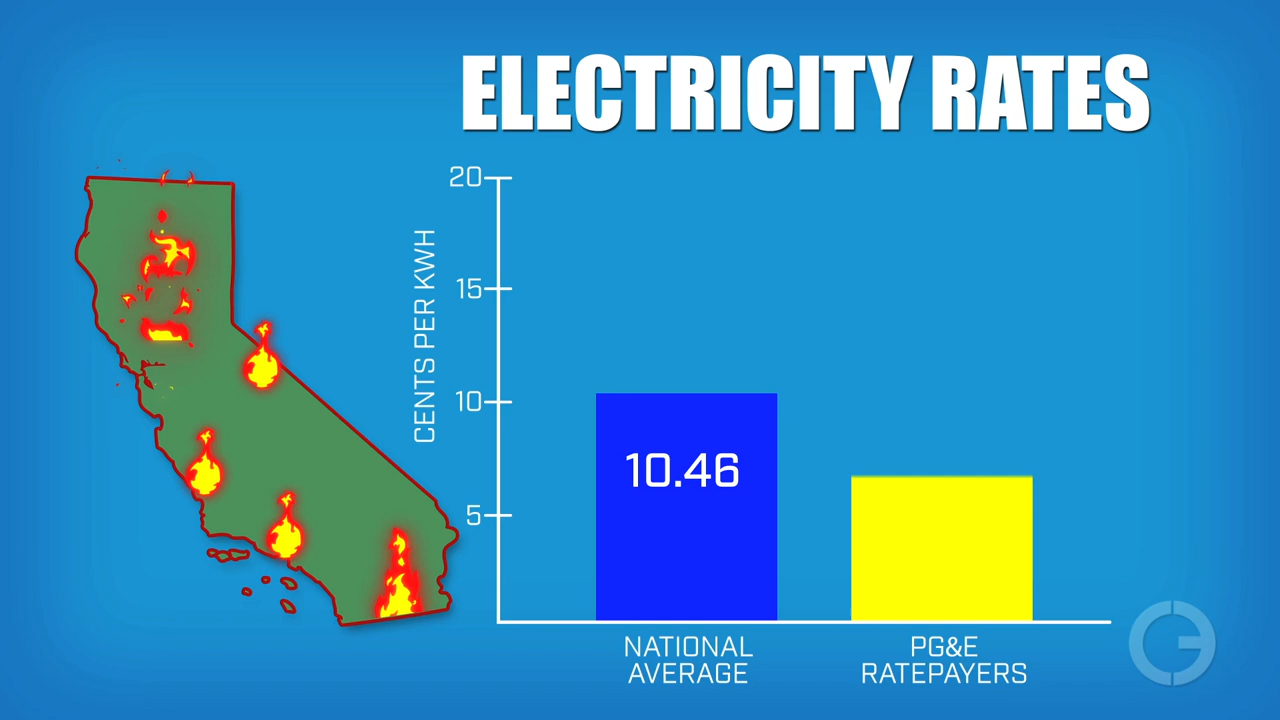 ELECTRICITY RATES
20
15
10
5
CENTS PER KWH
10.46
NATIONAL
AVERAGE
PG&E
RATEPAYERS